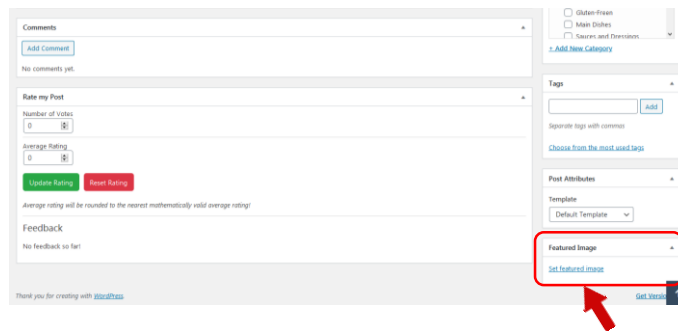 Comments
Add Comment
No comments yet.
Rate my Post
Number of Votes
0
Average Rating
0
Update Rating
Reset Rating
Average rating will be rounded to the nearest mathematically valid average rating!
Feedback
No feedback so far!
Thank you for creating with WordPress.
Gluten-Freen
Main Dishes
Sauces and Dressings
+ Add New Category
Tags
Add
Separate tags with commas
Choose from the most used tags
Post Attributes
Template
Default Template
Featured Image
Set featured image
Get Versio